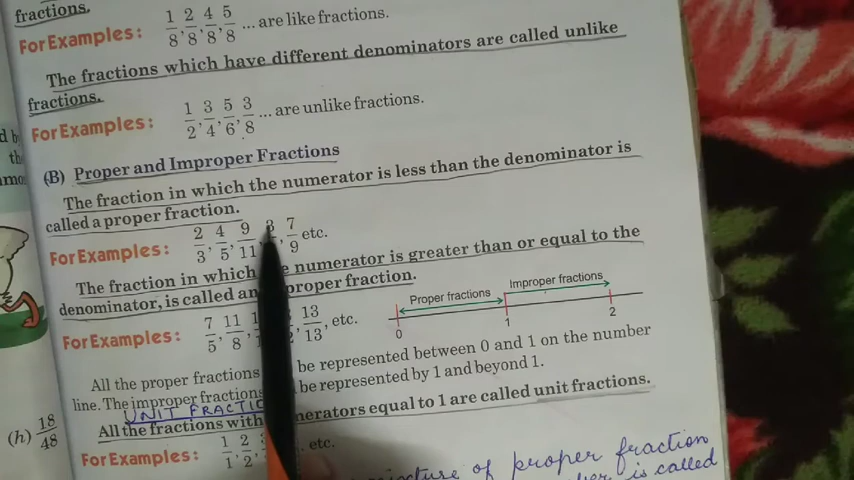 fractions.
For Examples: 1/8, 2/8, 4/8, 5/8 ... are like fractions.
The fractions which have different denominators are called unlike
fractions.
For Examples: 1/2, 3/4, 5/6, 3/8 ... are unlike fractions.
(B) Proper and Improper Fractions
The fraction in which the numerator is less than the denominator is
called a proper fraction.
For Examples: 2/3, 4/5, 9/11, 7/9 etc.
The fraction in which numerator is greater than or equal to the
denominator, is called an proper fraction.
For Examples: 7/5, 11/8, 13/13, etc.
Proper fractions Improper fractions
0 1 2
All the proper fractions be represented between 0 and 1 on the number
line. The improper fractions be represented by 1 and beyond 1.
UNIT FRACTIO
All the fractions with numerators equal to 1 are called unit fractions.
For Examples: 1/1, 1/2, etc.
(h) 18/48
of proper fraction
is called